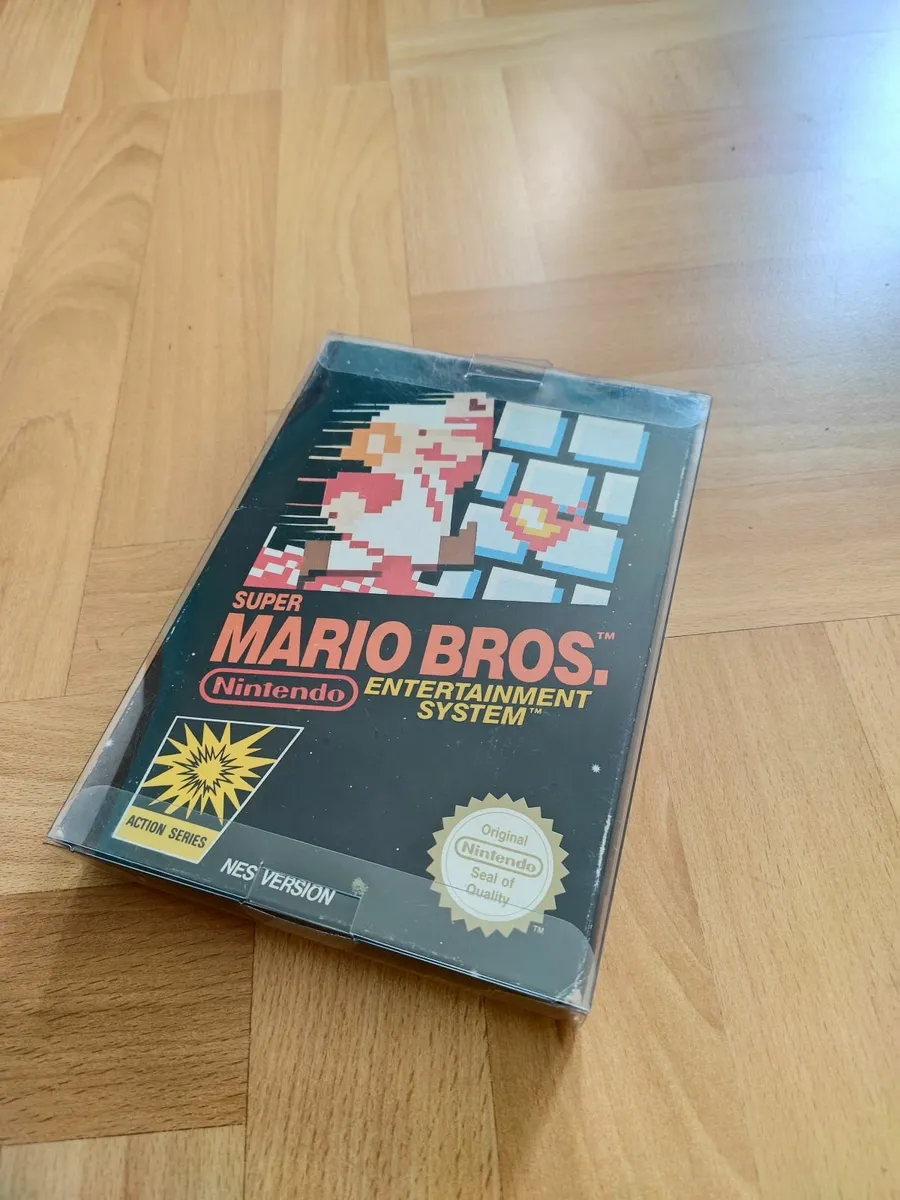 SUPER
MARIO BROS.™
Nintendo ENTERTAINMENT
SYSTEM™
ACTION SERIES
NES VERSION
Original
Nintendo
Seal of
Quality
TM